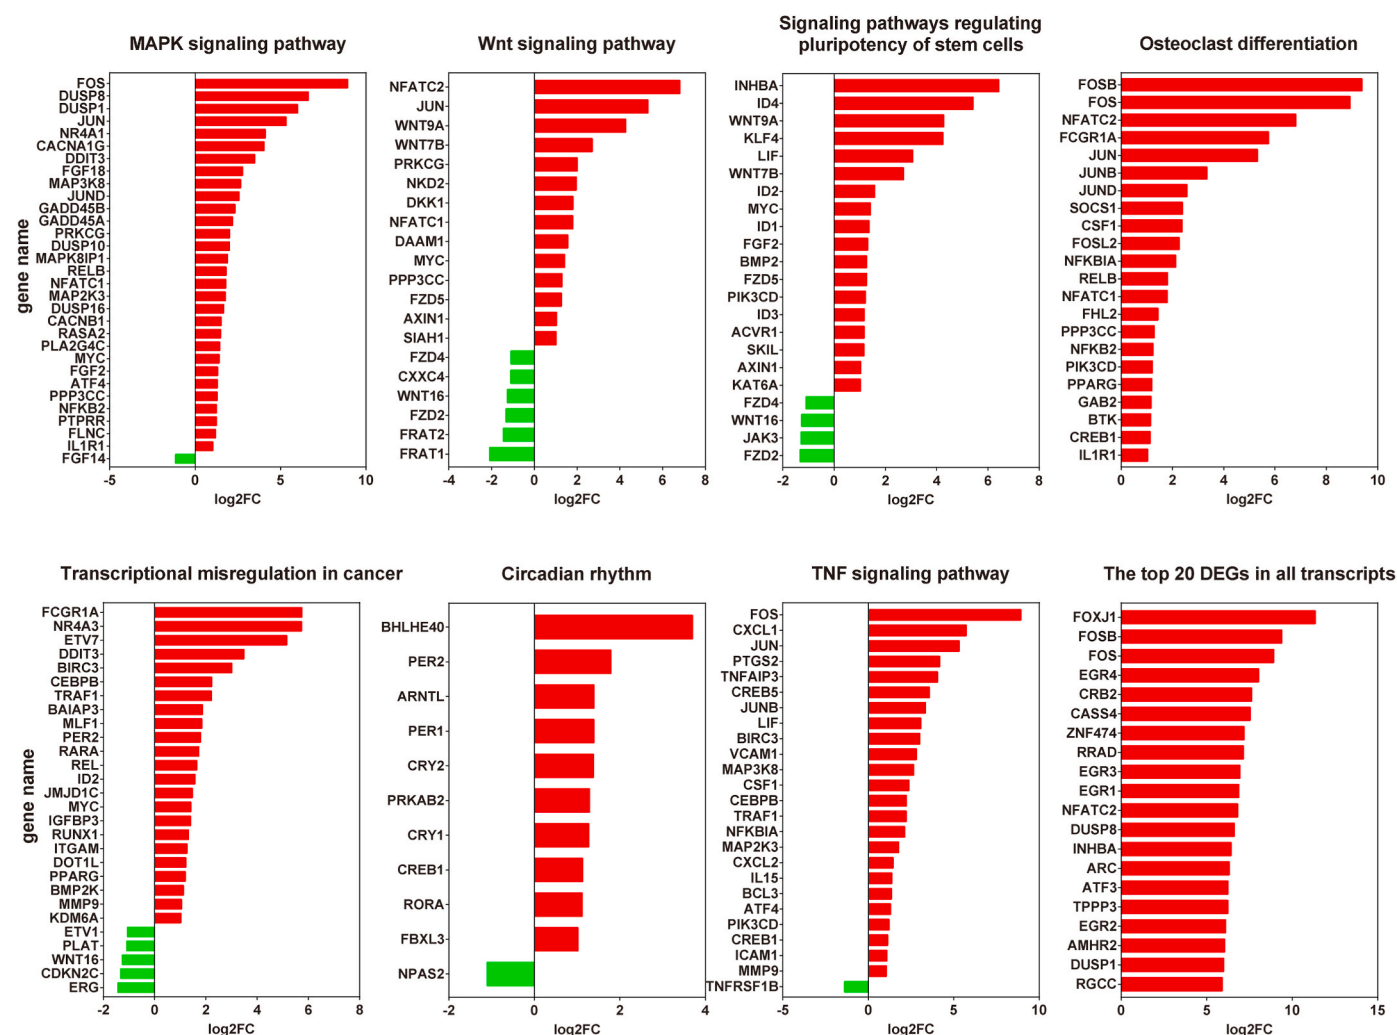 MAPK signaling pathway
gene name
FOS
DUSP8
DUSP1
JUN
NR4A1
CACNA1G
DDIT3
FGF18
MAP3K8
JUND
GADD45B
GADD45A
PRKCG
DUSP10
MAPK8IP1
RELB
NFATC1
MAP2K3
DUSP16
CACNB1
RASA2
PLA2G4C
MYC
FGF2
ATF4
PPP3CC
NFKB2
PTPRR
FLNC
IL1R1
FGF14
-5 0 5 10
log2FC
Wnt signaling pathway
NFATC2
JUN
WNT9A
WNT7B
PRKCG
NKD2
DKK1
NFATC1
DAAM1
MYC
PPP3CC
FZD5
AXIN1
SIAH1
FZD4
CXXC4
WNT16
FZD2
FRAT2
FRAT1
-4 -2 0 2 4 6 8
log2FC
Signaling pathways regulating
pluripotency of stem cells
INHBA
ID4
WNT9A
KLF4
LIF
WNT7B
ID2
MYC
ID1
FGF2
BMP2
FZD5
PIK3CD
ID3
ACVR1
SKIL
AXIN1
KAT6A
FZD4
WNT16
JAK3
FZD2
-2 0 2 4 6 8
log2FC
Osteoclast differentiation
FOSB
FOS
NFATC2
FCGR1A
JUN
JUNB
JUND
SOCS1
CSF1
FOSL2
NFKBIA
RELB
NFATC1
FHL2
PPP3CC
NFKB2
PIK3CD
PPARG
GAB2
BTK
CREB1
IL1R1
0 2 4 6 8 10
log2FC
Transcriptional misregulation in cancer
gene name
FCGR1A
NR4A3
ETV7
DDIT3
BIRC3
CEBPB
TRAF1
BAIAP3
MLF1
PER2
RARA
REL
ID2
JMJD1C
MYC
IGFBP3
RUNX1
ITGAM
DOT1L
PPARG
BMP2K
MMP9
KDM6A
ETV1
PLAT
WNT16
CDKN2C
ERG
-2 0 2 4 6 8
log2FC
Circadian rhythm
BHLHE40
PER2
ARNTL
PER1
CRY2
PRKAB2
CRY1
CREB1
RORA
FBXL3
NPAS2
-2 0 2 4
log2FC
TNF signaling pathway
FOS
CXCL1
JUN
PTGS2
TNFAIP3
CREB5
JUNB
LIF
BIRC3
VCAM1
MAP3K8
CSF1
CEBPB
TRAF1
NFKBIA
MAP2K3
CXCL2
IL15
BCL3
ATF4
PIK3CD
CREB1
ICAM1
MMP9
TNFRSF1B
-5 0 5 10
log2FC
The top 20 DEGs in all transcripts
FOXJ1
FOSB
FOS
EGR4
CRB2
CASS4
ZNF474
RRAD
EGR3
EGR1
NFATC2
DUSP8
INHBA
ARC
ATF3
TPPP3
EGR2
AMHR2
DUSP1
RGCC
0 5 10 15
log2FC